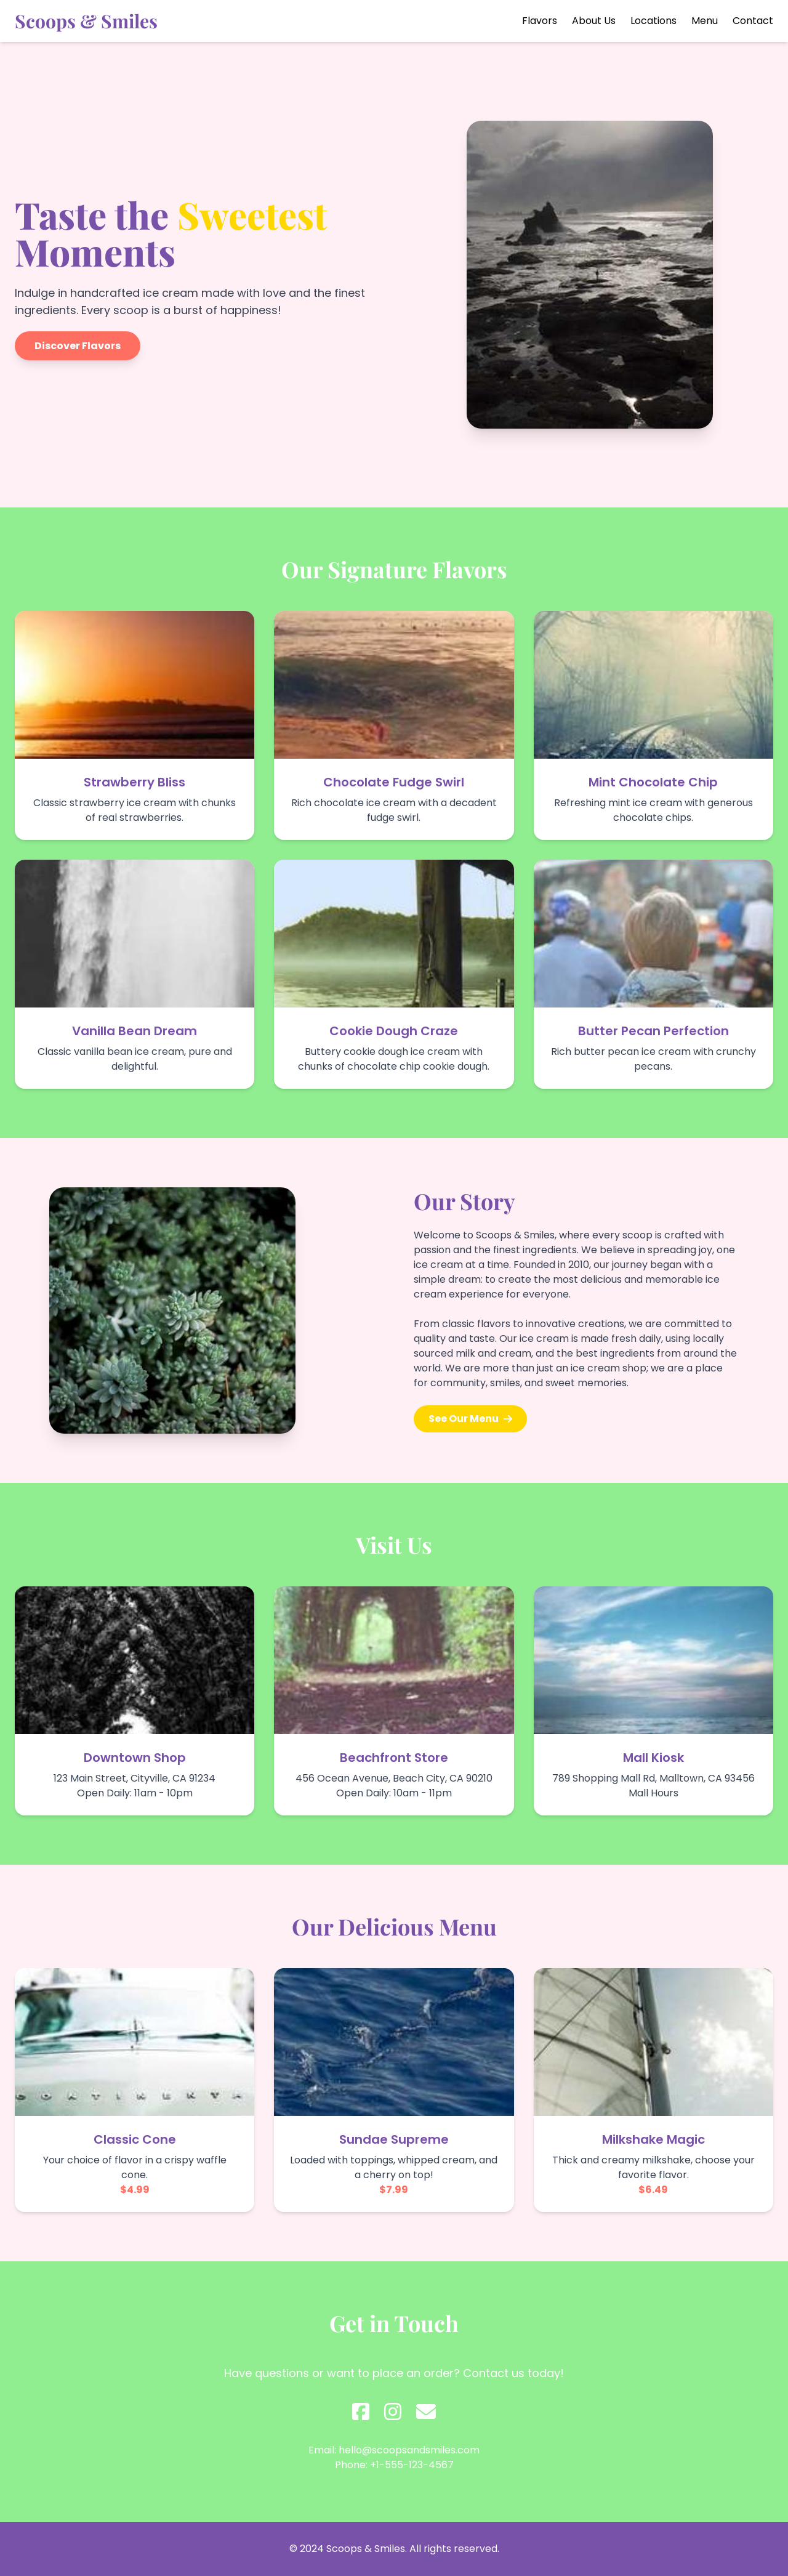 Scoops & Smiles
Flavors About Us Locations Menu Contact
Taste the Sweetest
Moments
Indulge in handcrafted ice cream made with love and the finest
ingredients. Every scoop is a burst of happiness!
Discover Flavors
Our Signature Flavors
Strawberry Bliss
Classic strawberry ice cream with chunks
of real strawberries.
Chocolate Fudge Swirl
Rich chocolate ice cream with a decadent
fudge swirl.
Mint Chocolate Chip
Refreshing mint ice cream with generous
chocolate chips.
Vanilla Bean Dream
Classic vanilla bean ice cream, pure and
delightful.
Cookie Dough Craze
Buttery cookie dough ice cream with
chunks of chocolate chip cookie dough.
Butter Pecan Perfection
Rich butter pecan ice cream with crunchy
pecans.
Our Story
Welcome to Scoops & Smiles, where every scoop is crafted with
passion and the finest ingredients. We believe in spreading joy, one
ice cream at a time. Founded in 2010, our journey began with a
simple dream: to create the most delicious and memorable ice
cream experience for everyone.
From classic flavors to innovative creations, we are committed to
quality and taste. Our ice cream is made fresh daily, using locally
sourced milk and cream, and the best ingredients from around the
world. We are more than just an ice cream shop; we are a place
for community, smiles, and sweet memories.
See Our Menu
Visit Us
Downtown Shop
123 Main Street, Cityville, CA 91234
Open Daily: 11am - 10pm
Beachfront Store
456 Ocean Avenue, Beach City, CA 90210
Open Daily: 10am - 11pm
Mall Kiosk
789 Shopping Mall Rd, Malltown, CA 93456
Mall Hours
Our Delicious Menu
Classic Cone
Your choice of flavor in a crispy waffle
cone.
$4.99
Sundae Supreme
Loaded with toppings, whipped cream, and
a cherry on top!
$7.99
Milkshake Magic
Thick and creamy milkshake, choose your
favorite flavor.
$6.49
Get in Touch
Have questions or want to place an order? Contact us today!
Email: hello@scoopsandsmiles.com
Phone: +1-555-123-4567
© 2024 Scoops & Smiles. All rights reserved.